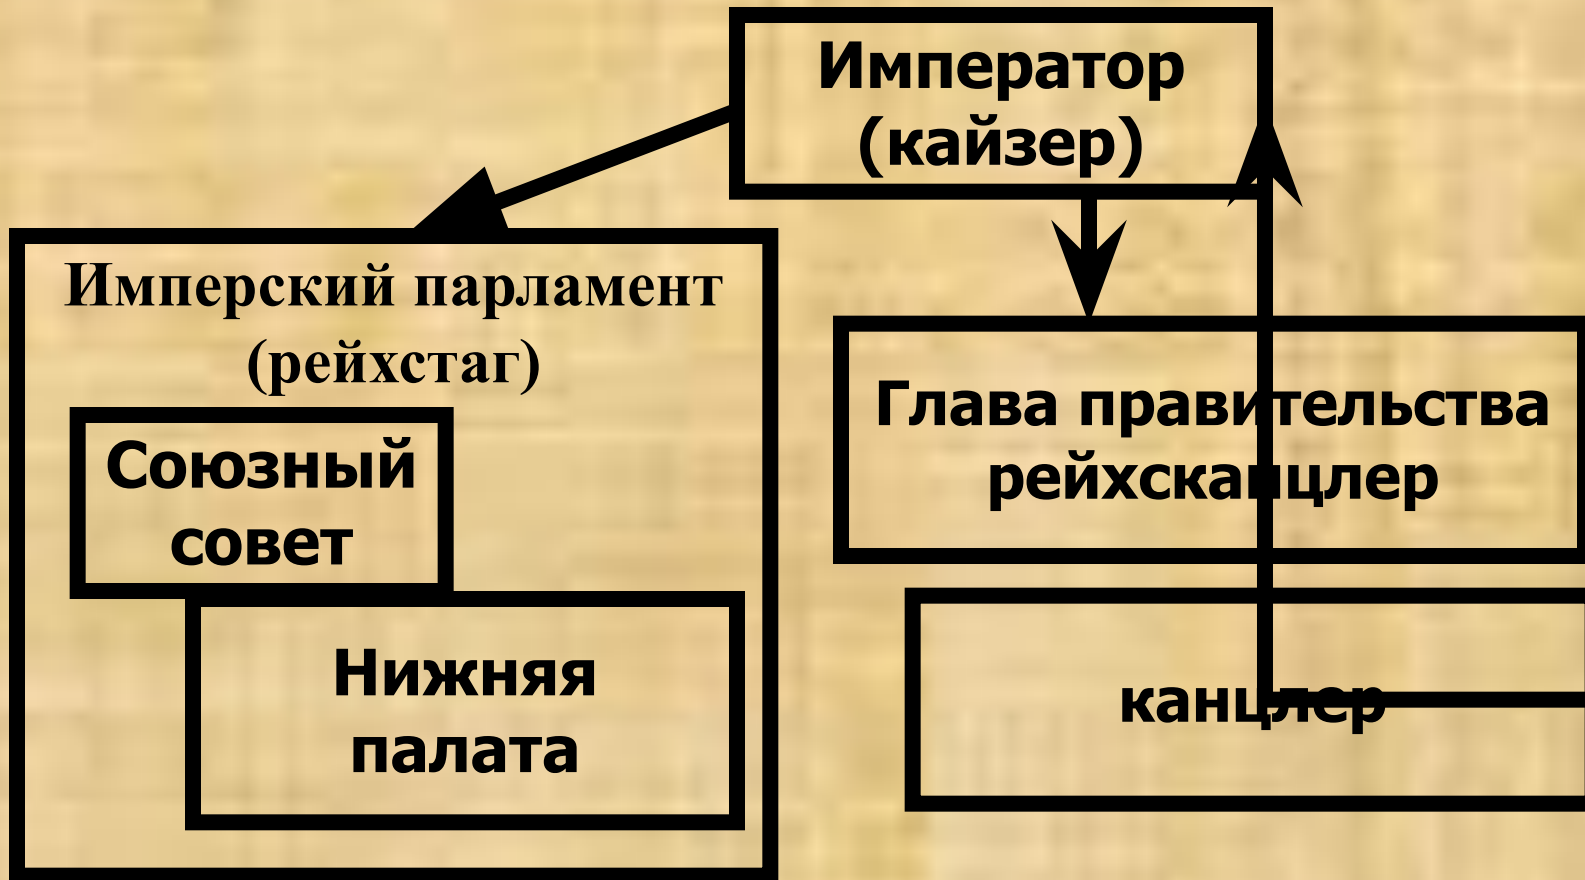 Император
(кайзер)
Имперский парламент
(рейхстаг)
Союзный
совет
Нижняя
палата
Глава правительства
рейхсканцлер
канцлер